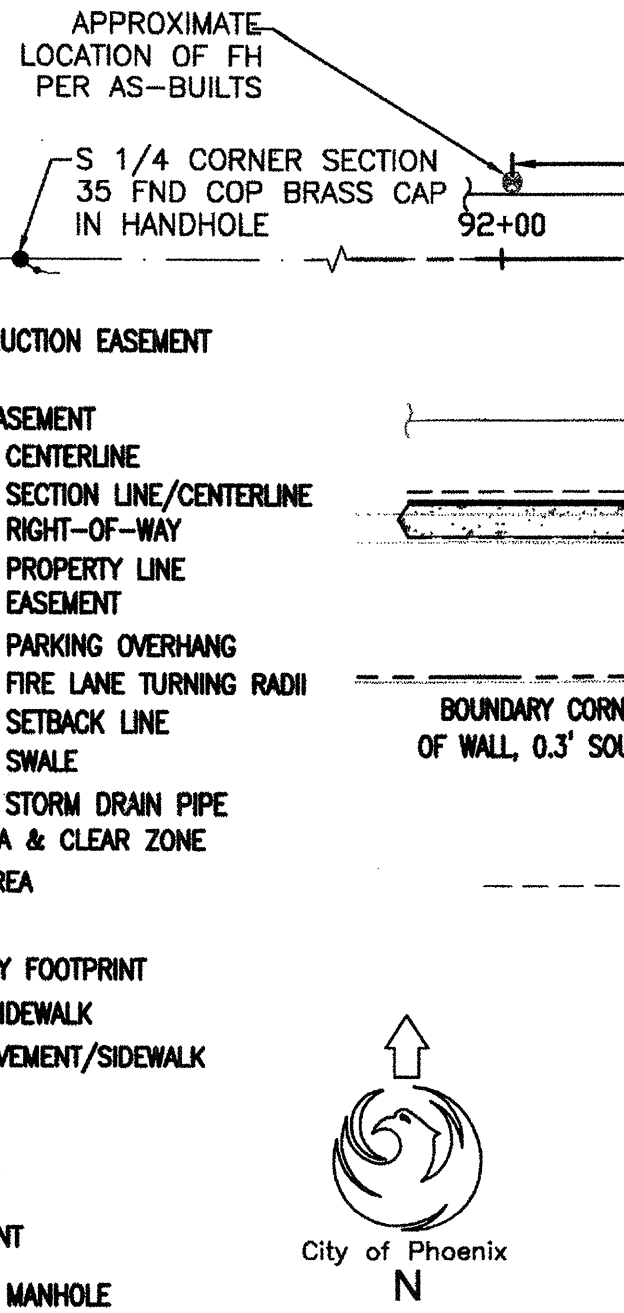 APPROXIMATE
LOCATION OF FH
PER AS-BUILTS
S 1/4 CORNER SECTION
35 FND COP BRASS CAP
IN HANDHOLE
92+00
UCTION EASEMENT
ASEMENT
CENTERLINE
SECTION LINE/CENTERLINE
RIGHT-OF-WAY
PROPERTY LINE
EASEMENT
PARKING OVERHANG
FIRE LANE TURNING RADII
SETBACK LINE
SWALE
STORM DRAIN PIPE
A & CLEAR ZONE
REA
Y FOOTPRINT
IDEWALK
VEMENT/SIDEWALK
NT
MANHOLE
BOUNDARY CORN
OF WALL, 0.3' SOU
City of Phoenix
N